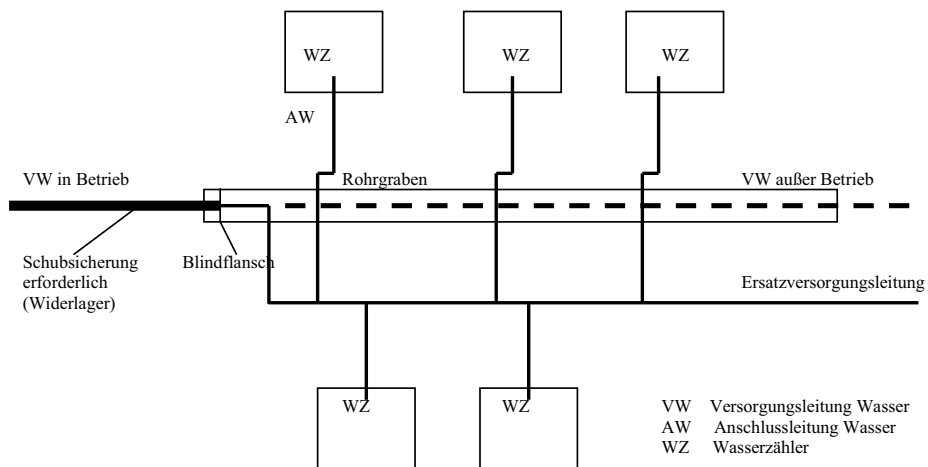 WZ
WZ
WZ
AW
VW in Betrieb
Rohrgraben
VW außer Betrieb
Schubsicherung
erforderlich
(Widerlager)
Blindflansch
Ersatzversorgungsleitung
WZ
WZ
VW Versorgungsleitung Wasser
AW Anschlussleitung Wasser
WZ Wasserzähler